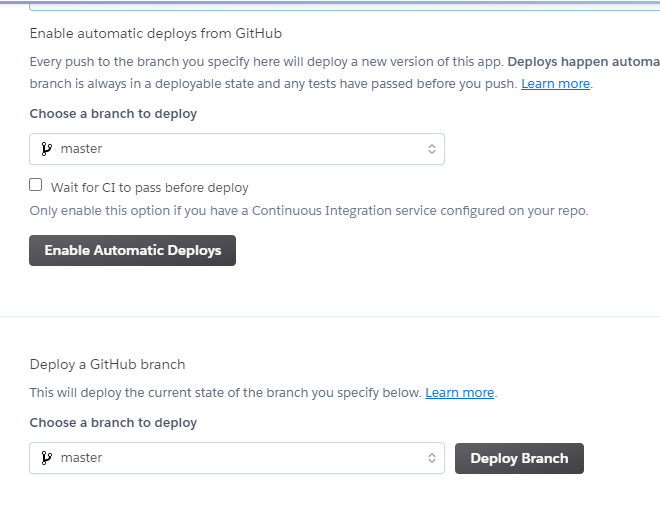 Enable automatic deploys from GitHub
Every push to the branch you specify here will deploy a new version of this app. Deploys happen automa
branch is always in a deployable state and any tests have passed before you push. Learn more.
Choose a branch to deploy
master
Wait for CI to pass before deploy
Only enable this option if you have a Continuous Integration service configured on your repo.
Enable Automatic Deploys
Deploy a GitHub branch
This will deploy the current state of the branch you specify below. Learn more.
Choose a branch to deploy
master
Deploy Branch